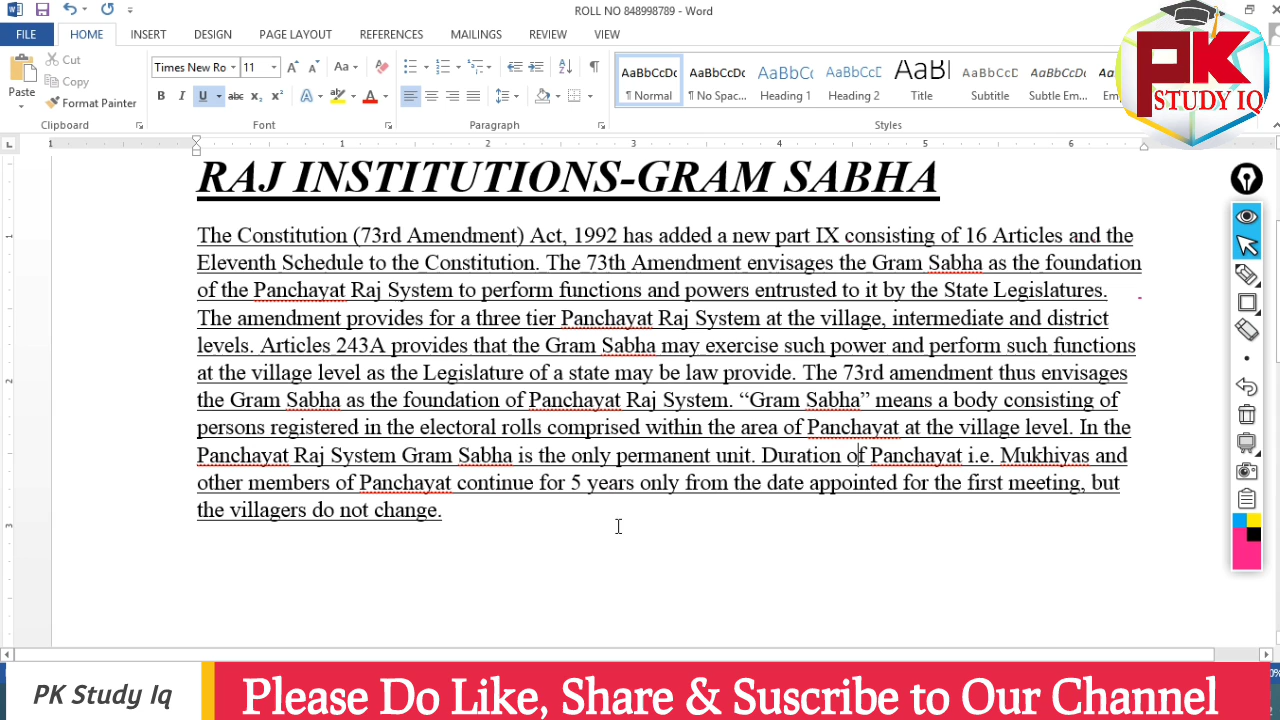 ROLL NO 848998789 - Word
FILE HOME INSERT DESIGN PAGE LAYOUT REFERENCES MAILINGS REVIEW VIEW
Paste
Cut
Copy
Format Painter
Clipboard
Times New Ro 11
Font
Paragraph
AaBbCcDc AaBbCcDc AaBbCc AaBbCcC AaBl AaBbCcD AaBbCcDc
¶ Normal ¶ No Spac... Heading 1 Heading 2 Title Subtitle Subtle Em...
Styles
PK
STUDY IQ
1 1 2 3 4 5 6
RAJ INSTITUTIONS-GRAM SABHA
The Constitution (73rd Amendment) Act, 1992 has added a new part IX consisting of 16 Articles and the
Eleventh Schedule to the Constitution. The 73th Amendment envisages the Gram Sabha as the foundation
of the Panchayat Raj System to perform functions and powers entrusted to it by the State Legislatures.
The amendment provides for a three tier Panchayat Raj System at the village, intermediate and district
levels. Articles 243A provides that the Gram Sabha may exercise such power and perform such functions
at the village level as the Legislature of a state may be law provide. The 73rd amendment thus envisages
the Gram Sabha as the foundation of Panchayat Raj System. “Gram Sabha” means a body consisting of
persons registered in the electoral rolls comprised within the area of Panchayat at the village level. In the
Panchayat Raj System Gram Sabha is the only permanent unit. Duration of Panchayat i.e. Mukhiyas and
other members of Panchayat continue for 5 years only from the date appointed for the first meeting, but
the villagers do not change.
PK Study Iq
Please Do Like, Share & Suscribe to Our Channel